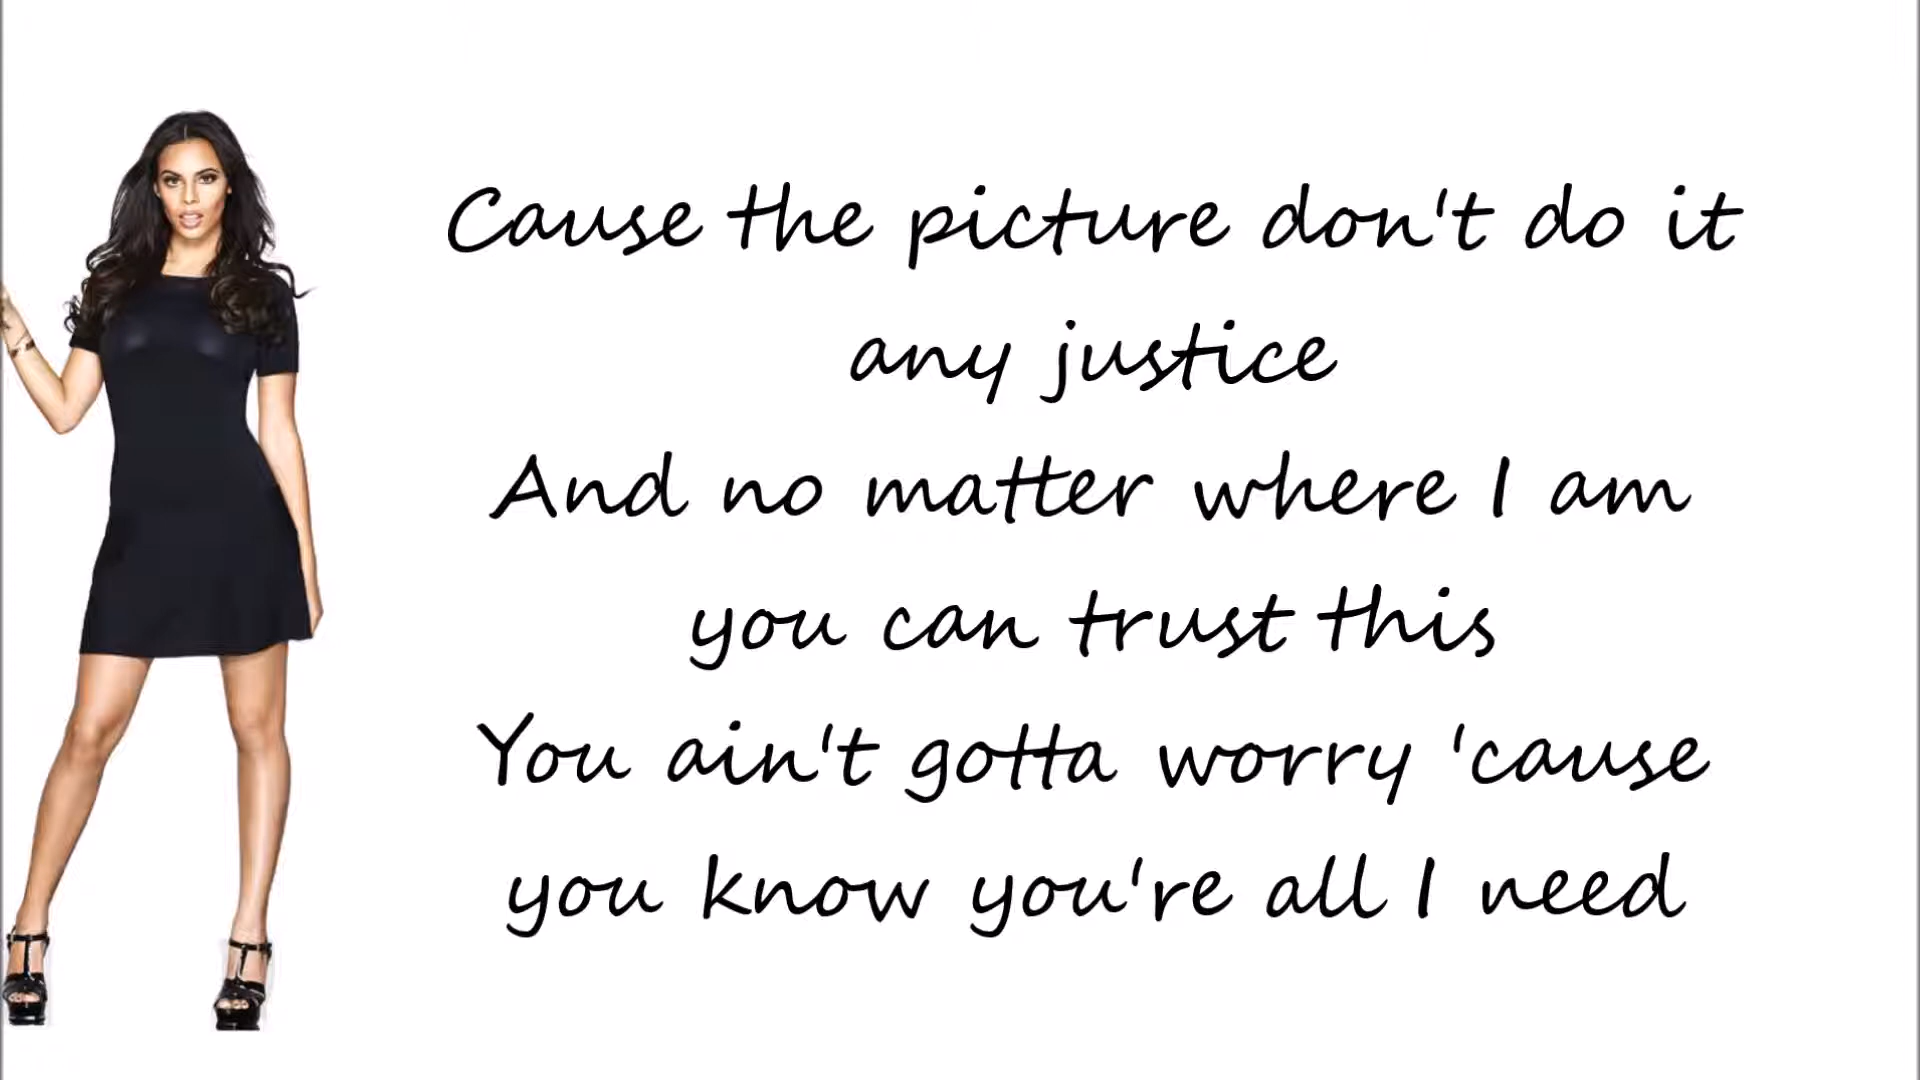 Cause the picture don't do it
any justice
And no matter where I am
you can trust this
You ain't gotta worry 'cause
you know you're all I need